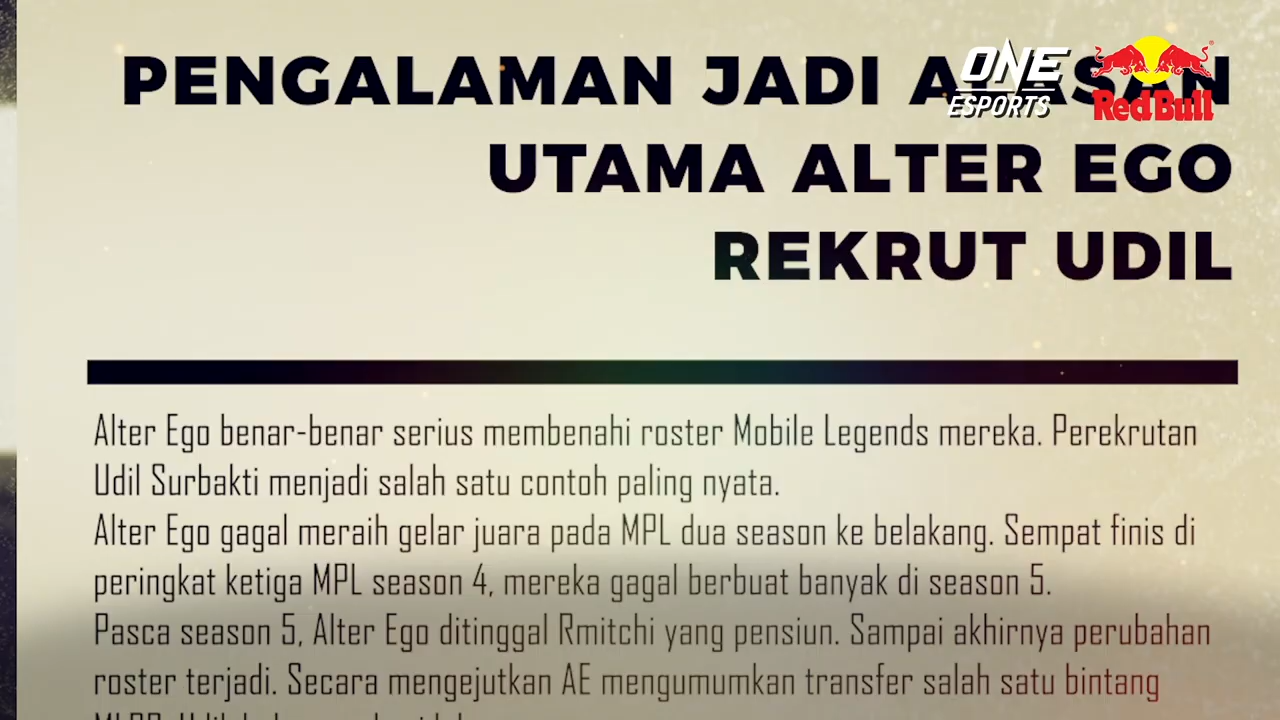 PENGALAMAN JADI ALASAN
UTAMA ALTER EGO
REKRUT UDIL
ONE
ESPORTS
Red Bull
Alter Ego benar-benar serius membenahi roster Mobile Legends mereka. Perekrutan
Udil Surbakti menjadi salah satu contoh paling nyata.
Alter Ego gagal meraih gelar juara pada MPL dua season ke belakang. Sempat finis di
peringkat ketiga MPL season 4, mereka gagal berbuat banyak di season 5.
Pasca season 5, Alter Ego ditinggal Rmitchi yang pensiun. Sampai akhirnya perubahan
roster terjadi. Secara mengejutkan AE mengumumkan transfer salah satu bintang